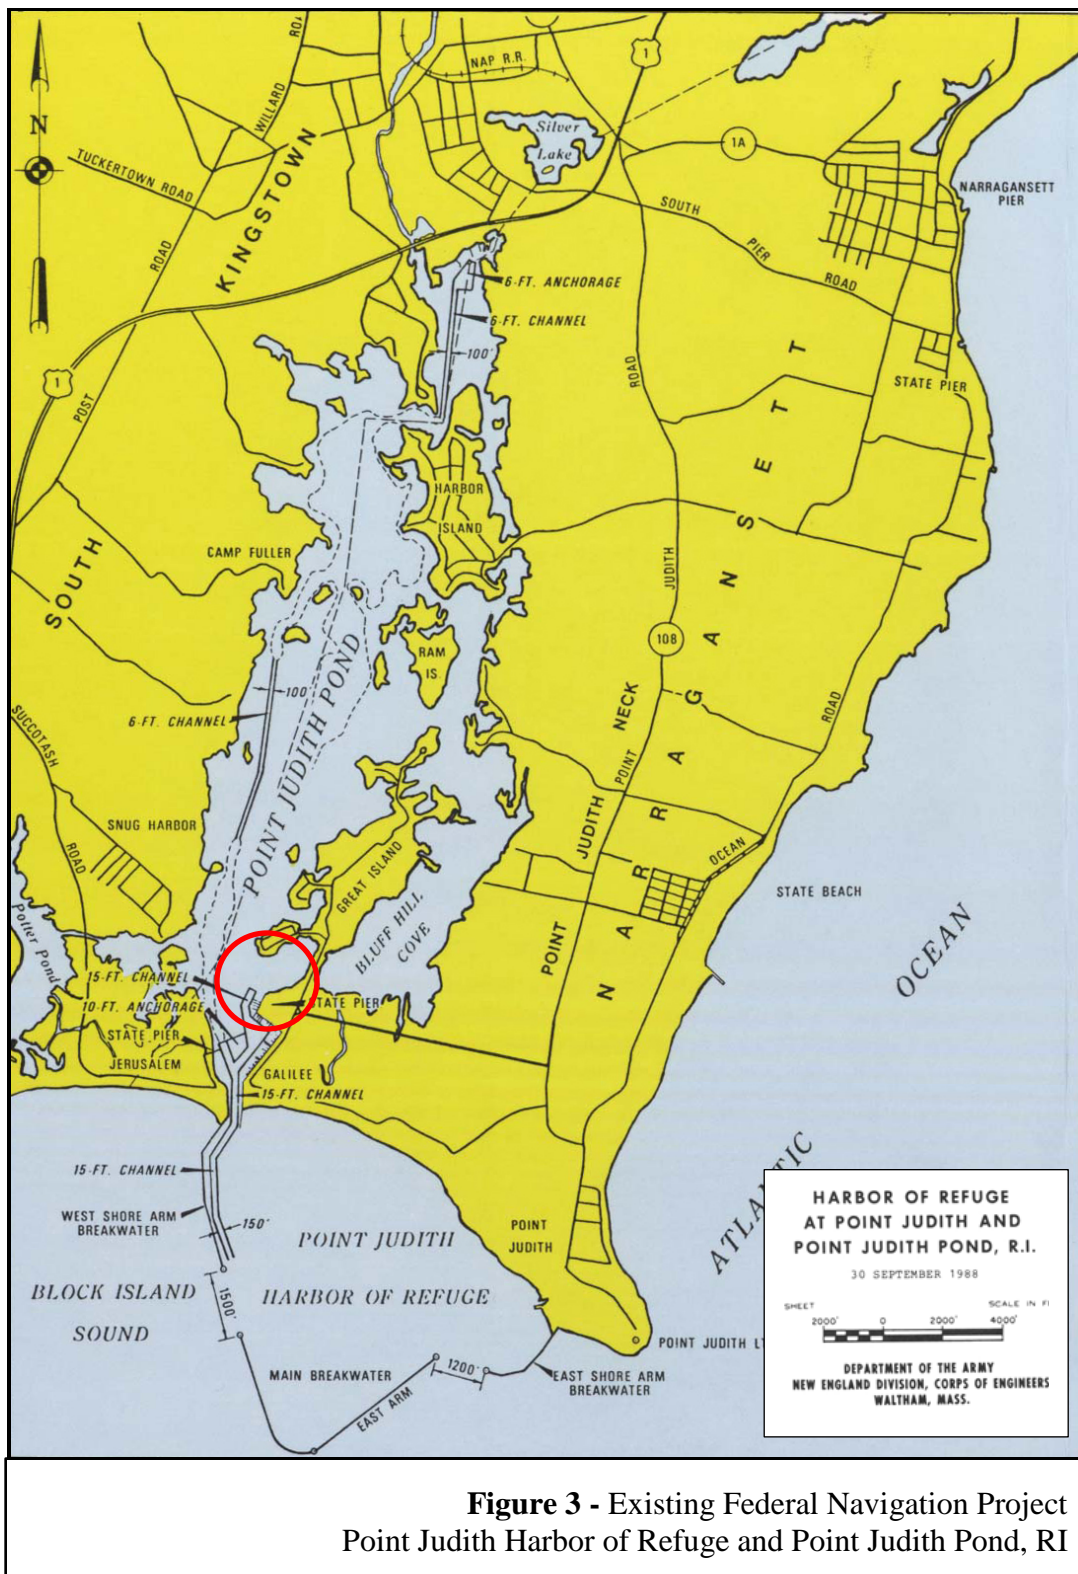 NAP R.R.
1
WILLARD
ROA
N
Silver
Lake
1A
TUCKERTOWN ROAD
KINGSTOWN
NARRAGANSETT
PIER
SOUTH
PIER
ROAD
ROAD
6-FT. ANCHORAGE
6-FT. CHANNEL
100'
ROAD
1
POST
STATE PIER
HARBOR
ISLAND
CAMP FULLER
SOUTH
JUDITH
108
RAM
IS.
100'
6-FT. CHANNEL
POINT JUDITH POND
NECK
JUDITH
POINT
NARRAGANSETT
ROAD
SUCCOTASH
ROAD
SNUG HARBOR
OCEAN
STATE BEACH
GREAT ISLAND
BLUFF HILL
COVE
POINT
Potter Pond
OCEAN
15-FT. CHANNEL
10-FT. ANCHORAGE
STATE PIER
STATE PIER
JERUSALEM
GALILEE
15-FT. CHANNEL
15-FT. CHANNEL
WEST SHORE ARM
BREAKWATER
150'
POINT JUDITH
HARBOR OF REFUGE
POINT
JUDITH
ATLANTIC
BLOCK ISLAND
SOUND
1500'
MAIN BREAKWATER
EAST ARM
1200'
EAST SHORE ARM
BREAKWATER
POINT JUDITH LT
HARBOR OF REFUGE
AT POINT JUDITH AND
POINT JUDITH POND, R.I.
30 SEPTEMBER 1988
SHEET
SCALE IN FT
2000' 0 2000' 4000'
DEPARTMENT OF THE ARMY
NEW ENGLAND DIVISION, CORPS OF ENGINEERS
WALTHAM, MASS.
Figure 3 - Existing Federal Navigation Project
Point Judith Harbor of Refuge and Point Judith Pond, RI